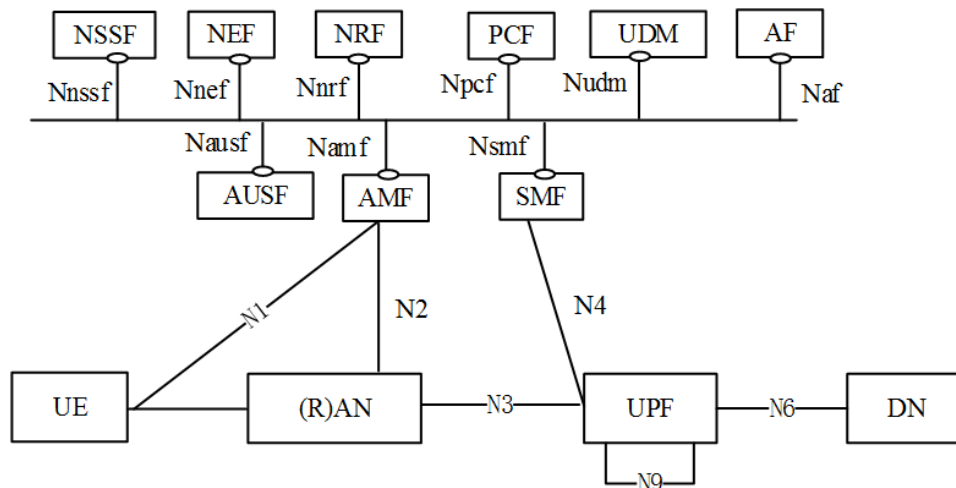 NSSF NEF NRF PCF UDM AF
Nnssf Nnef Nnrf Npcf Nudm Naf
Nausf Namf Nsmf
AUSF AMF SMF
N1 N2 N4
UE (R)AN N3 UPF N6 DN
N9